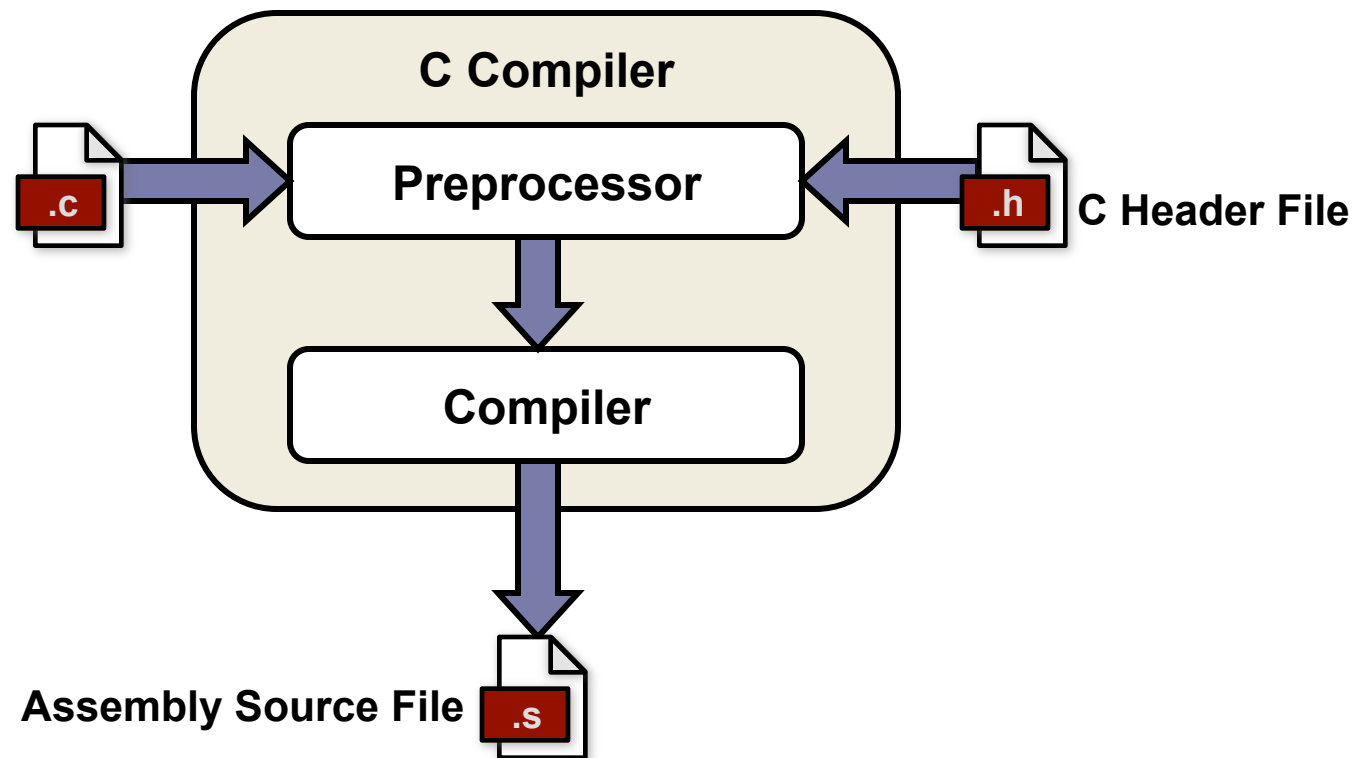 C Compiler
Preprocessor
.c
.h
C Header File
Compiler
Assembly Source File
.s